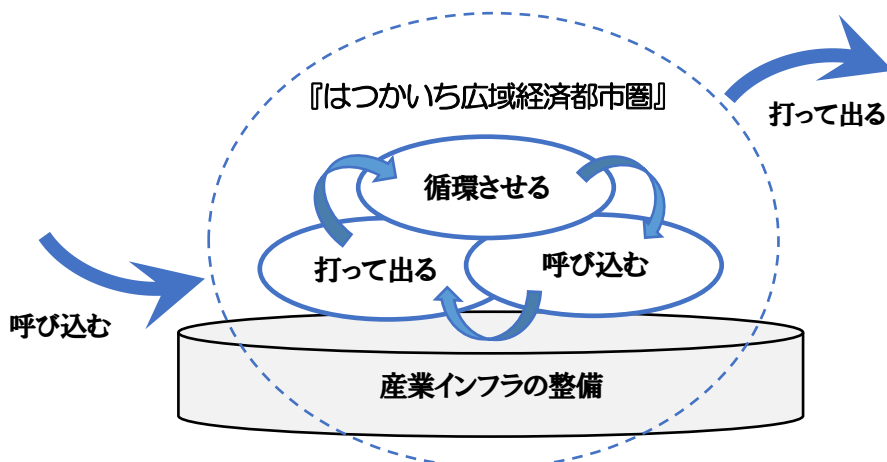 『はつかいち広域経済都市圏』
打って出る
循環させる
打って出る
呼び込む
呼び込む
産業インフラの整備